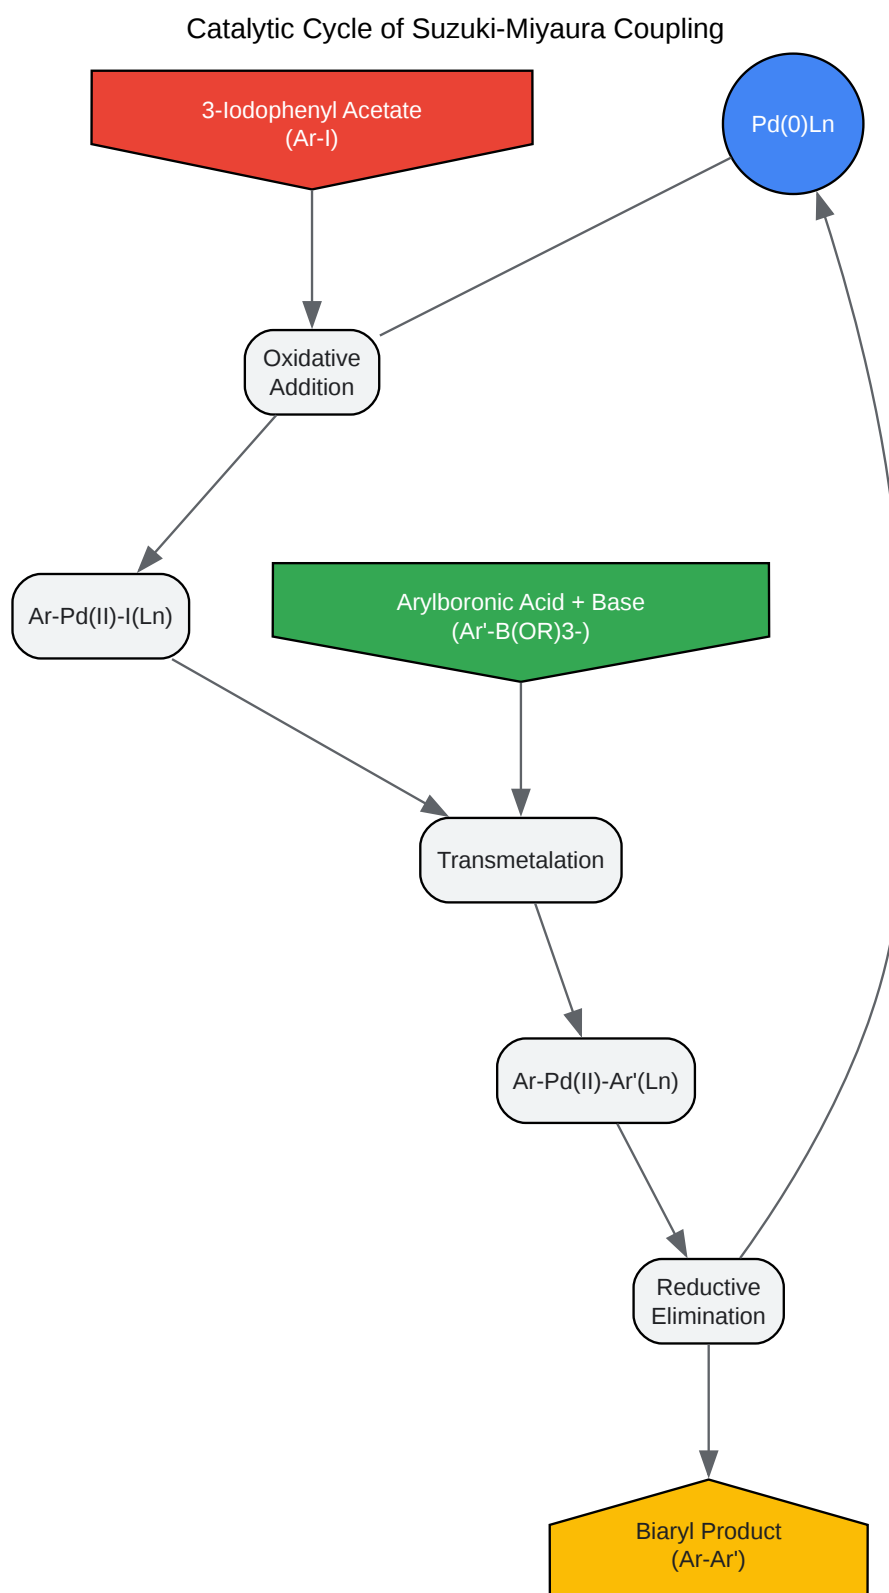 Catalytic Cycle of Suzuki-Miyaura Coupling
3-Iodophenyl Acetate
(Ar-I)
Pd(0)Ln
Oxidative
Addition
Ar-Pd(II)-I(Ln)
Arylboronic Acid + Base
(Ar'-B(OR)3-)
Transmetalation
Ar-Pd(II)-Ar'(Ln)
Reductive
Elimination
Biaryl Product
(Ar-Ar')